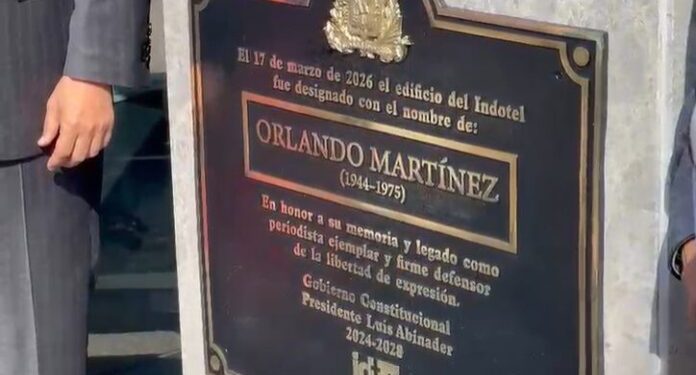 El 17 de marzo de 2026 el edificio del Indotel
fue designado con el nombre de:
ORLANDO MARTÍNEZ
(1944-1975)
En honor a su memoria y legado como
periodista ejemplar y firme defensor
de la libertad de expresión.
Gobierno Constitucional
Presidente Luis Abinader
2024-2028